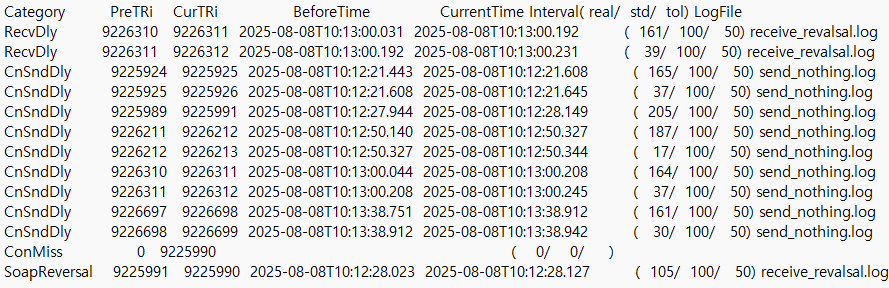 Category PreTRi CurTRi BeforeTime CurrentTime Interval( real/ std/ tol) LogFile
RecvDly 9226310 9226311 2025-08-08T10:13:00.031 2025-08-08T10:13:00.192 ( 161/ 100/ 50) receive_revalsal.log
RecvDly 9226311 9226312 2025-08-08T10:13:00.192 2025-08-08T10:13:00.231 ( 39/ 100/ 50) receive_revalsal.log
CnSndDly 9225924 9225925 2025-08-08T10:12:21.443 2025-08-08T10:12:21.608 ( 165/ 100/ 50) send_nothing.log
CnSndDly 9225925 9225926 2025-08-08T10:12:21.608 2025-08-08T10:12:21.645 ( 37/ 100/ 50) send_nothing.log
CnSndDly 9225989 9225991 2025-08-08T10:12:27.944 2025-08-08T10:12:28.149 ( 205/ 100/ 50) send_nothing.log
CnSndDly 9226211 9226212 2025-08-08T10:12:50.140 2025-08-08T10:12:50.327 ( 187/ 100/ 50) send_nothing.log
CnSndDly 9226212 9226213 2025-08-08T10:12:50.327 2025-08-08T10:12:50.344 ( 17/ 100/ 50) send_nothing.log
CnSndDly 9226310 9226311 2025-08-08T10:13:00.044 2025-08-08T10:13:00.208 ( 164/ 100/ 50) send_nothing.log
CnSndDly 9226311 9226312 2025-08-08T10:13:00.208 2025-08-08T10:13:00.245 ( 37/ 100/ 50) send_nothing.log
CnSndDly 9226697 9226698 2025-08-08T10:13:38.751 2025-08-08T10:13:38.912 ( 161/ 100/ 50) send_nothing.log
CnSndDly 9226698 9226699 2025-08-08T10:13:38.912 2025-08-08T10:13:38.942 ( 30/ 100/ 50) send_nothing.log
ConMiss 0 9225990 ( 0/ 0/ )
SoapReversal 9225991 9225990 2025-08-08T10:12:28.023 2025-08-08T10:12:28.127 ( 105/ 100/ 50) receive_revalsal.log